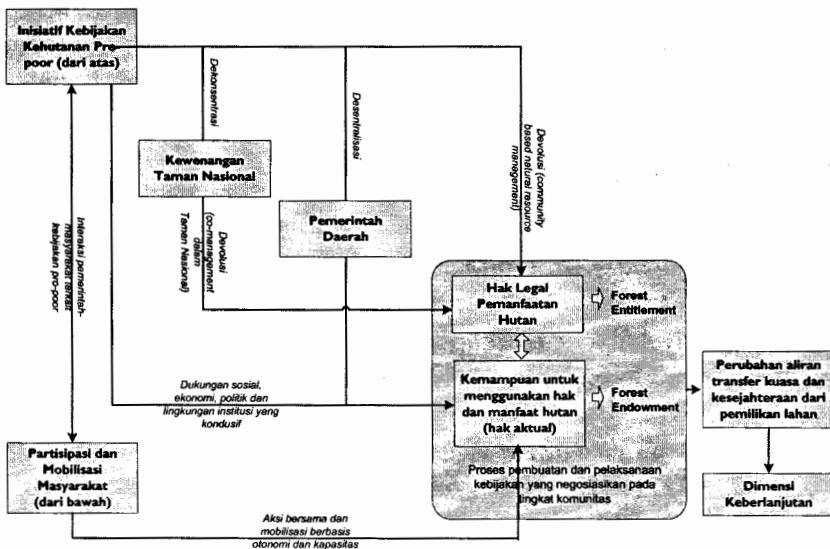 Inisiatif Kebijakan
Kehutanan Pro-
poor (dari atas)
Dekonsentrasi
Desentralisasi
Devolusi (community
based natural resource
management)
Kewenangan
Taman Nasional
Pemerintah
Daerah
Interaksi pemerintah-
masyarakat terkait
kebijakan pro-poor
Devolusi
(co-management
dalam
Taman Nasional)
Hak Legal
Pemanfaatan
Hutan
Forest
Entitlement
Kemampuan untuk
menggunakan hak
dan manfaat hutan
(hak aktual)
Forest
Endowment
Perubahan aliran
transfer kuasa dan
kesejahteraan dari
pemilikan lahan
Dukungan sosial,
ekonomi, politik dan
lingkungan institusi yang
kondusif
Partisipasi dan
Mobilisasi
Masyarakat
(dari bawah)
Proses pembuatan dan pelaksanaan
kebijakan yang negosiasikan pada
tingkat komunitas
Dimensi
Keberlanjutan
Aksi bersama dan
mobilisasi berbasis
otonomi dan kapasitas